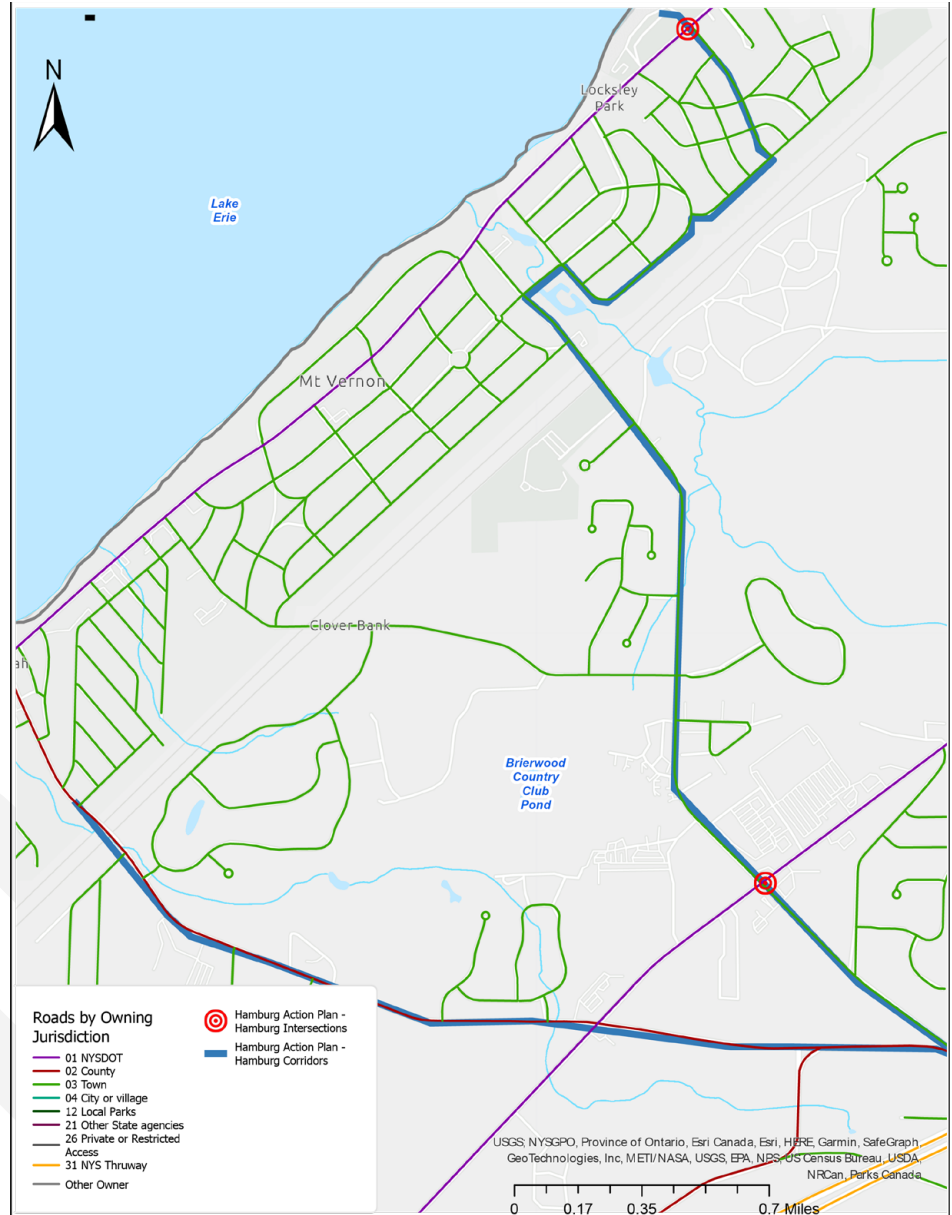 N
Locksley
Park
Lake
Erie
Mt Vernon
Clover Bank
ah
Brierwood
Country
Club
Pond
Roads by Owning
Jurisdiction
01 NYSDOT
02 County
03 Town
04 City or village
12 Local Parks
21 Other State agencies
26 Private or Restricted
Access
31 NYS Thruway
Other Owner
Hamburg Action Plan -
Hamburg Intersections
Hamburg Action Plan -
Hamburg Corridors
USGS, NYSGPO, Province of Ontario, Esri Canada, Esri, HERE, Garmin, SafeGraph,
GeoTechnologies, Inc, METI/NASA, USGS, EPA, NPS, US Census Bureau, USDA,
NRCan, Parks Canada
0 0.17 0.35 0.7 Miles